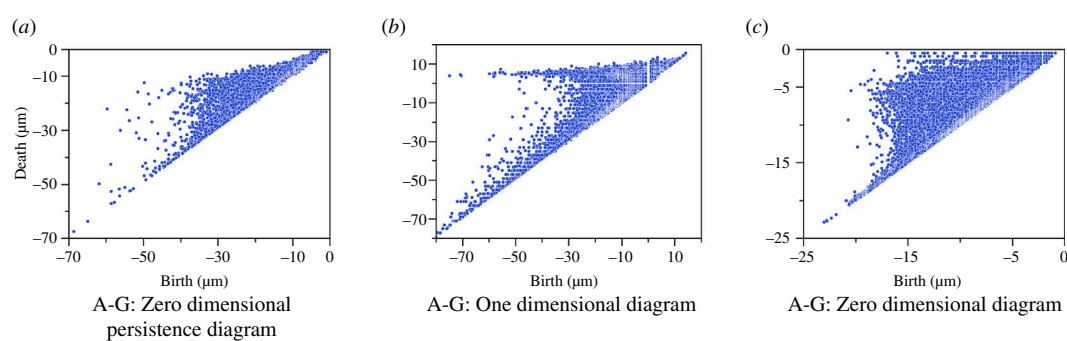 (a)
0
–10
–30
–50
–70
Death (µm)
–70 –50 –30 –10 0
Birth (µm)
A-G: Zero dimensional
persistence diagram
(b)
10
–10
–30
–50
–70
–70 –50 –30 –10 10
Birth (µm)
A-G: One dimensional diagram
(c)
0
–5
–15
–25
–25 –15 –5 0
Birth (µm)
A-G: Zero dimensional diagram